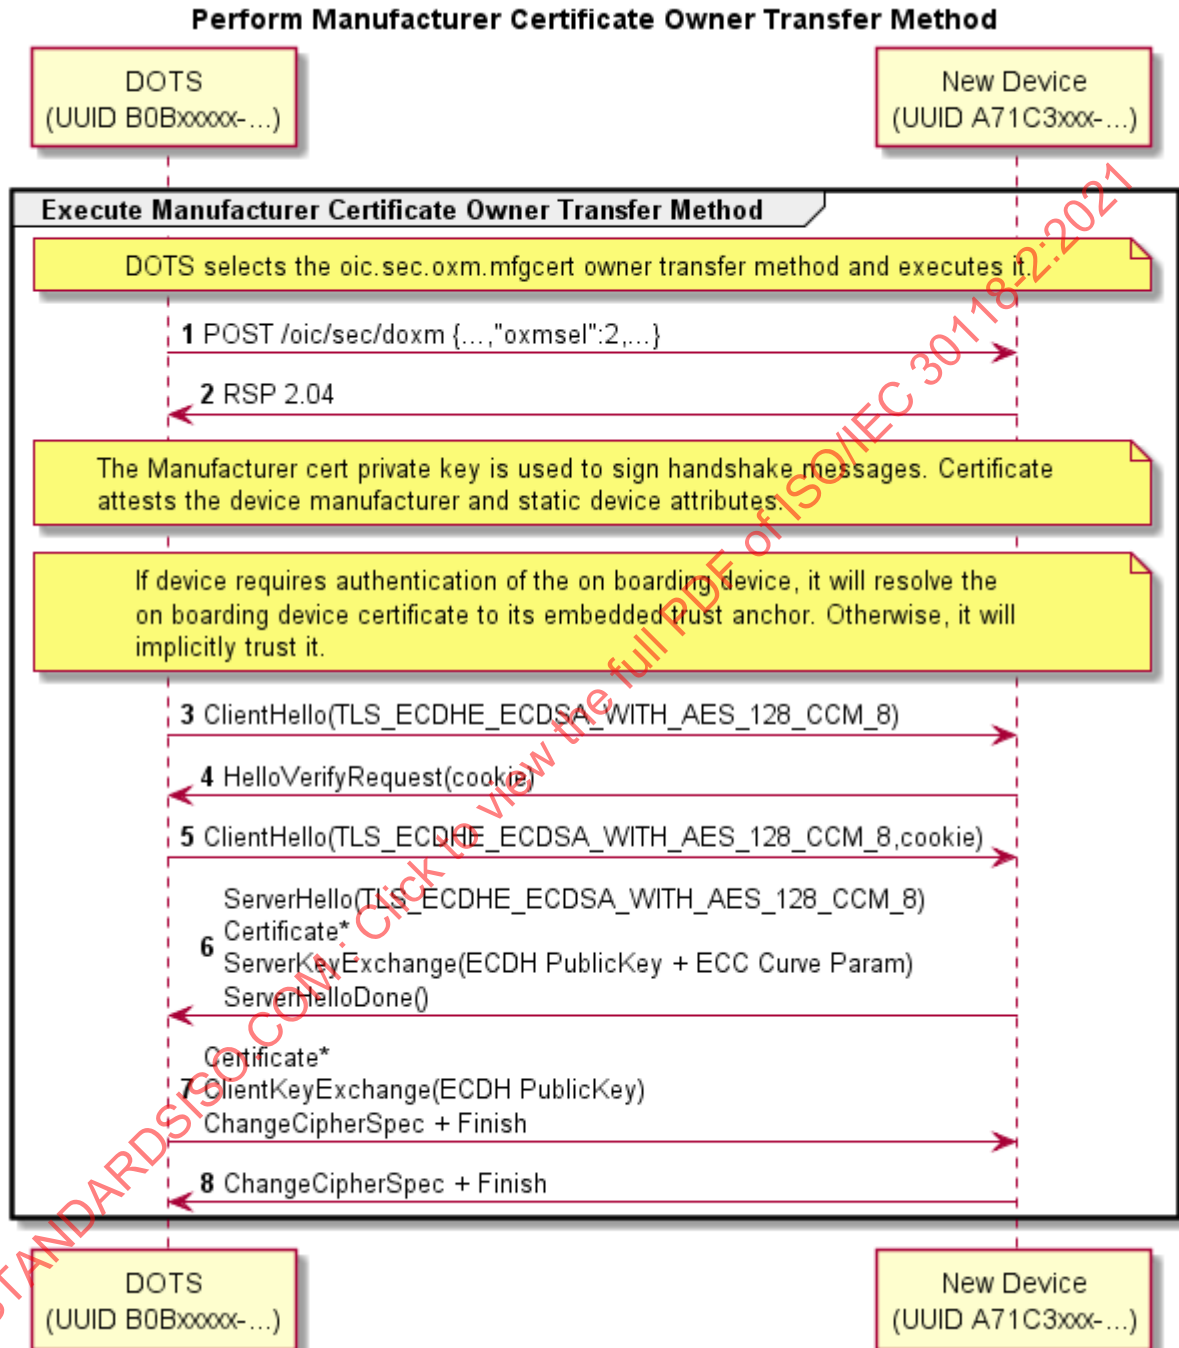 Perform Manufacturer Certificate Owner Transfer Method
DOTS
(UUID B0Bxxxxx-...)
New Device
(UUID A71C3xxx-...)
Execute Manufacturer Certificate Owner Transfer Method
DOTS selects the oic.sec.oxm.mfgcert owner transfer method and executes it.
1 POST /oic/sec/doxm {...,"oxmsel":2,...}
2 RSP 2.04
The Manufacturer cert private key is used to sign handshake messages. Certificate
attests the device manufacturer and static device attributes.
If device requires authentication of the on boarding device, it will resolve the
on boarding device certificate to its embedded trust anchor. Otherwise, it will
implicitly trust it.
3 ClientHello(TLS_ECDHE_ECDSA_WITH_AES_128_CCM_8)
4 HelloVerifyRequest(cookie)
5 ClientHello(TLS_ECDHE_ECDSA_WITH_AES_128_CCM_8,cookie)
ServerHello(TLS_ECDHE_ECDSA_WITH_AES_128_CCM_8)
Certificate*
6 ServerKeyExchange(ECDH PublicKey + ECC Curve Param)
ServerHelloDone()
Certificate*
7 ClientKeyExchange(ECDH PublicKey)
ChangeCipherSpec + Finish
8 ChangeCipherSpec + Finish
DOTS
(UUID B0Bxxxxx-...)
New Device
(UUID A71C3xxx-...)
STANDARDSISO.COM : Click to view the full PDF of ISO/IEC 30118-2:2021